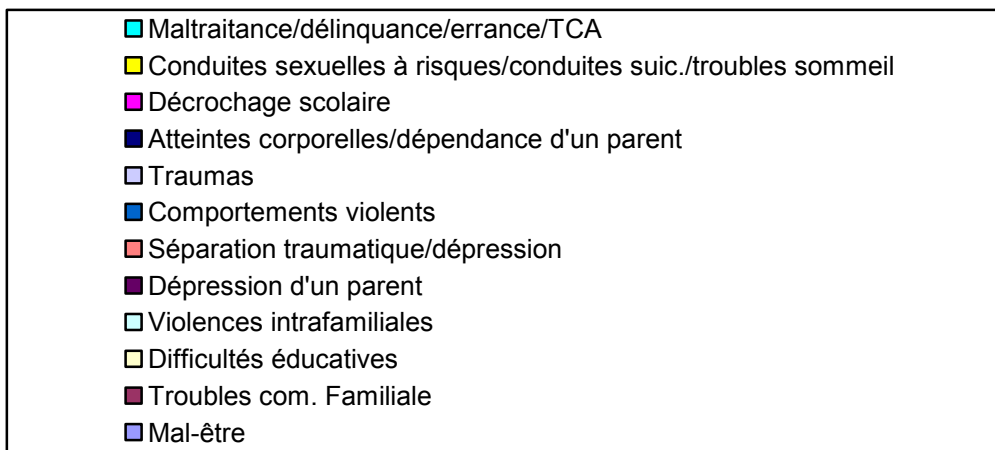 Maltraitance/délinquance/errance/TCA
Conduites sexuelles à risques/conduites suic./troubles sommeil
Décrochage scolaire
Atteintes corporelles/dépendance d'un parent
Traumas
Comportements violents
Séparation traumatique/dépression
Dépression d'un parent
Violences intrafamiliales
Difficultés éducatives
Troubles com. Familiale
Mal-être